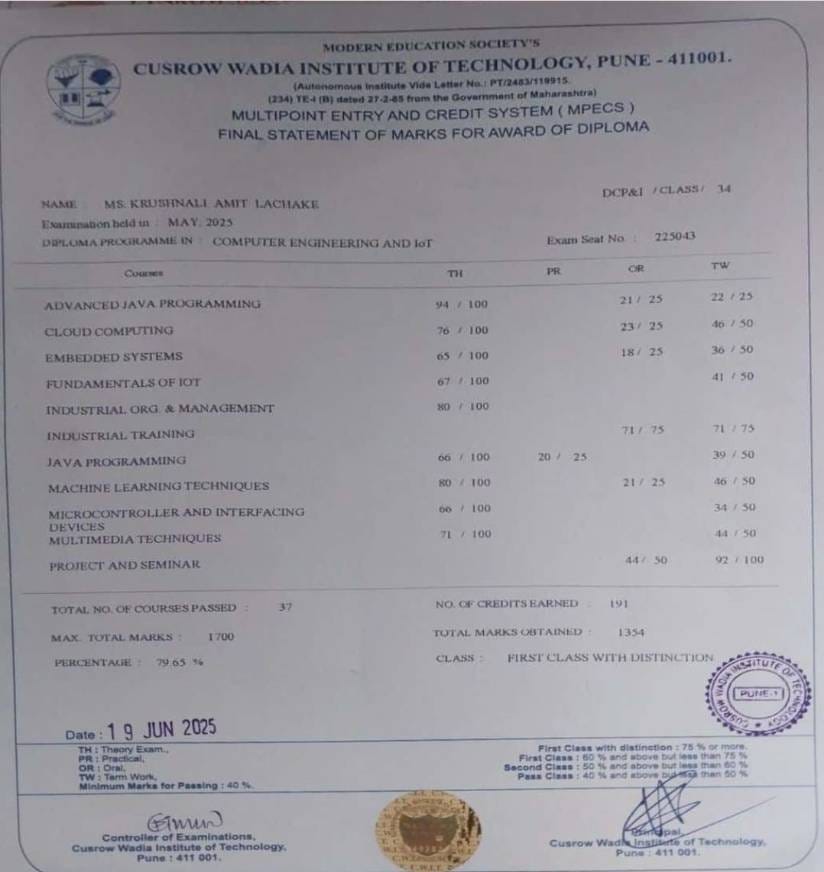 MODERN EDUCATION SOCIETY'S
CUSROW WADIA INSTITUTE OF TECHNOLOGY, PUNE - 411001.
(Autonomous Institute Vide Letter No.: PT/2483/119915.
(234) TE-I (B) dated 27-2-85 from the Government of Maharashtra)
MULTIPOINT ENTRY AND CREDIT SYSTEM ( MPECS )
FINAL STATEMENT OF MARKS FOR AWARD OF DIPLOMA
DCP&I / CLASS / 34
NAME : MS. KRUSHNALI AMIT LACHAKE
Examination held in : MAY, 2025
DIPLOMA PROGRAMME IN : COMPUTER ENGINEERING AND IoT Exam Seat No. : 225043
Courses TH PR OR TW
ADVANCED JAVA PROGRAMMING 94 / 100 21 / 25 22 / 25
CLOUD COMPUTING 76 / 100 23 / 25 46 / 50
EMBEDDED SYSTEMS 65 / 100 18 / 25 36 / 50
FUNDAMENTALS OF IOT 67 / 100 41 / 50
INDUSTRIAL ORG. & MANAGEMENT 80 / 100
INDUSTRIAL TRAINING 71 / 75 71 / 75
JAVA PROGRAMMING 66 / 100 20 / 25 39 / 50
MACHINE LEARNING TECHNIQUES 80 / 100 21 / 25 46 / 50
MICROCONTROLLER AND INTERFACING 66 / 100 34 / 50
DEVICES
MULTIMEDIA TECHNIQUES 71 / 100 44 / 50
PROJECT AND SEMINAR 44 / 50 92 / 100
TOTAL NO. OF COURSES PASSED : 37 NO. OF CREDITS EARNED : 191
MAX. TOTAL MARKS : 1700 TOTAL MARKS OBTAINED : 1354
PERCENTAGE : 79.65 % CLASS : FIRST CLASS WITH DISTINCTION
CUSROW WADIA INSTITUTE OF TECHNOLOGY
PUNE-1
Date : 19 JUN 2025
TH : Theory Exam.,
PR : Practical,
OR : Oral,
TW : Term Work,
Minimum Marks for Passing : 40 %.
First Class with distinction : 75 % or more.
First Class : 60 % and above but less than 75 %
Second Class : 50 % and above but less than 60 %
Pass Class : 40 % and above but less than 50 %
Controller of Examinations,
Cusrow Wadia Institute of Technology,
Pune : 411 001.
Principal,
Cusrow Wadia Institute of Technology,
Pune : 411 001.